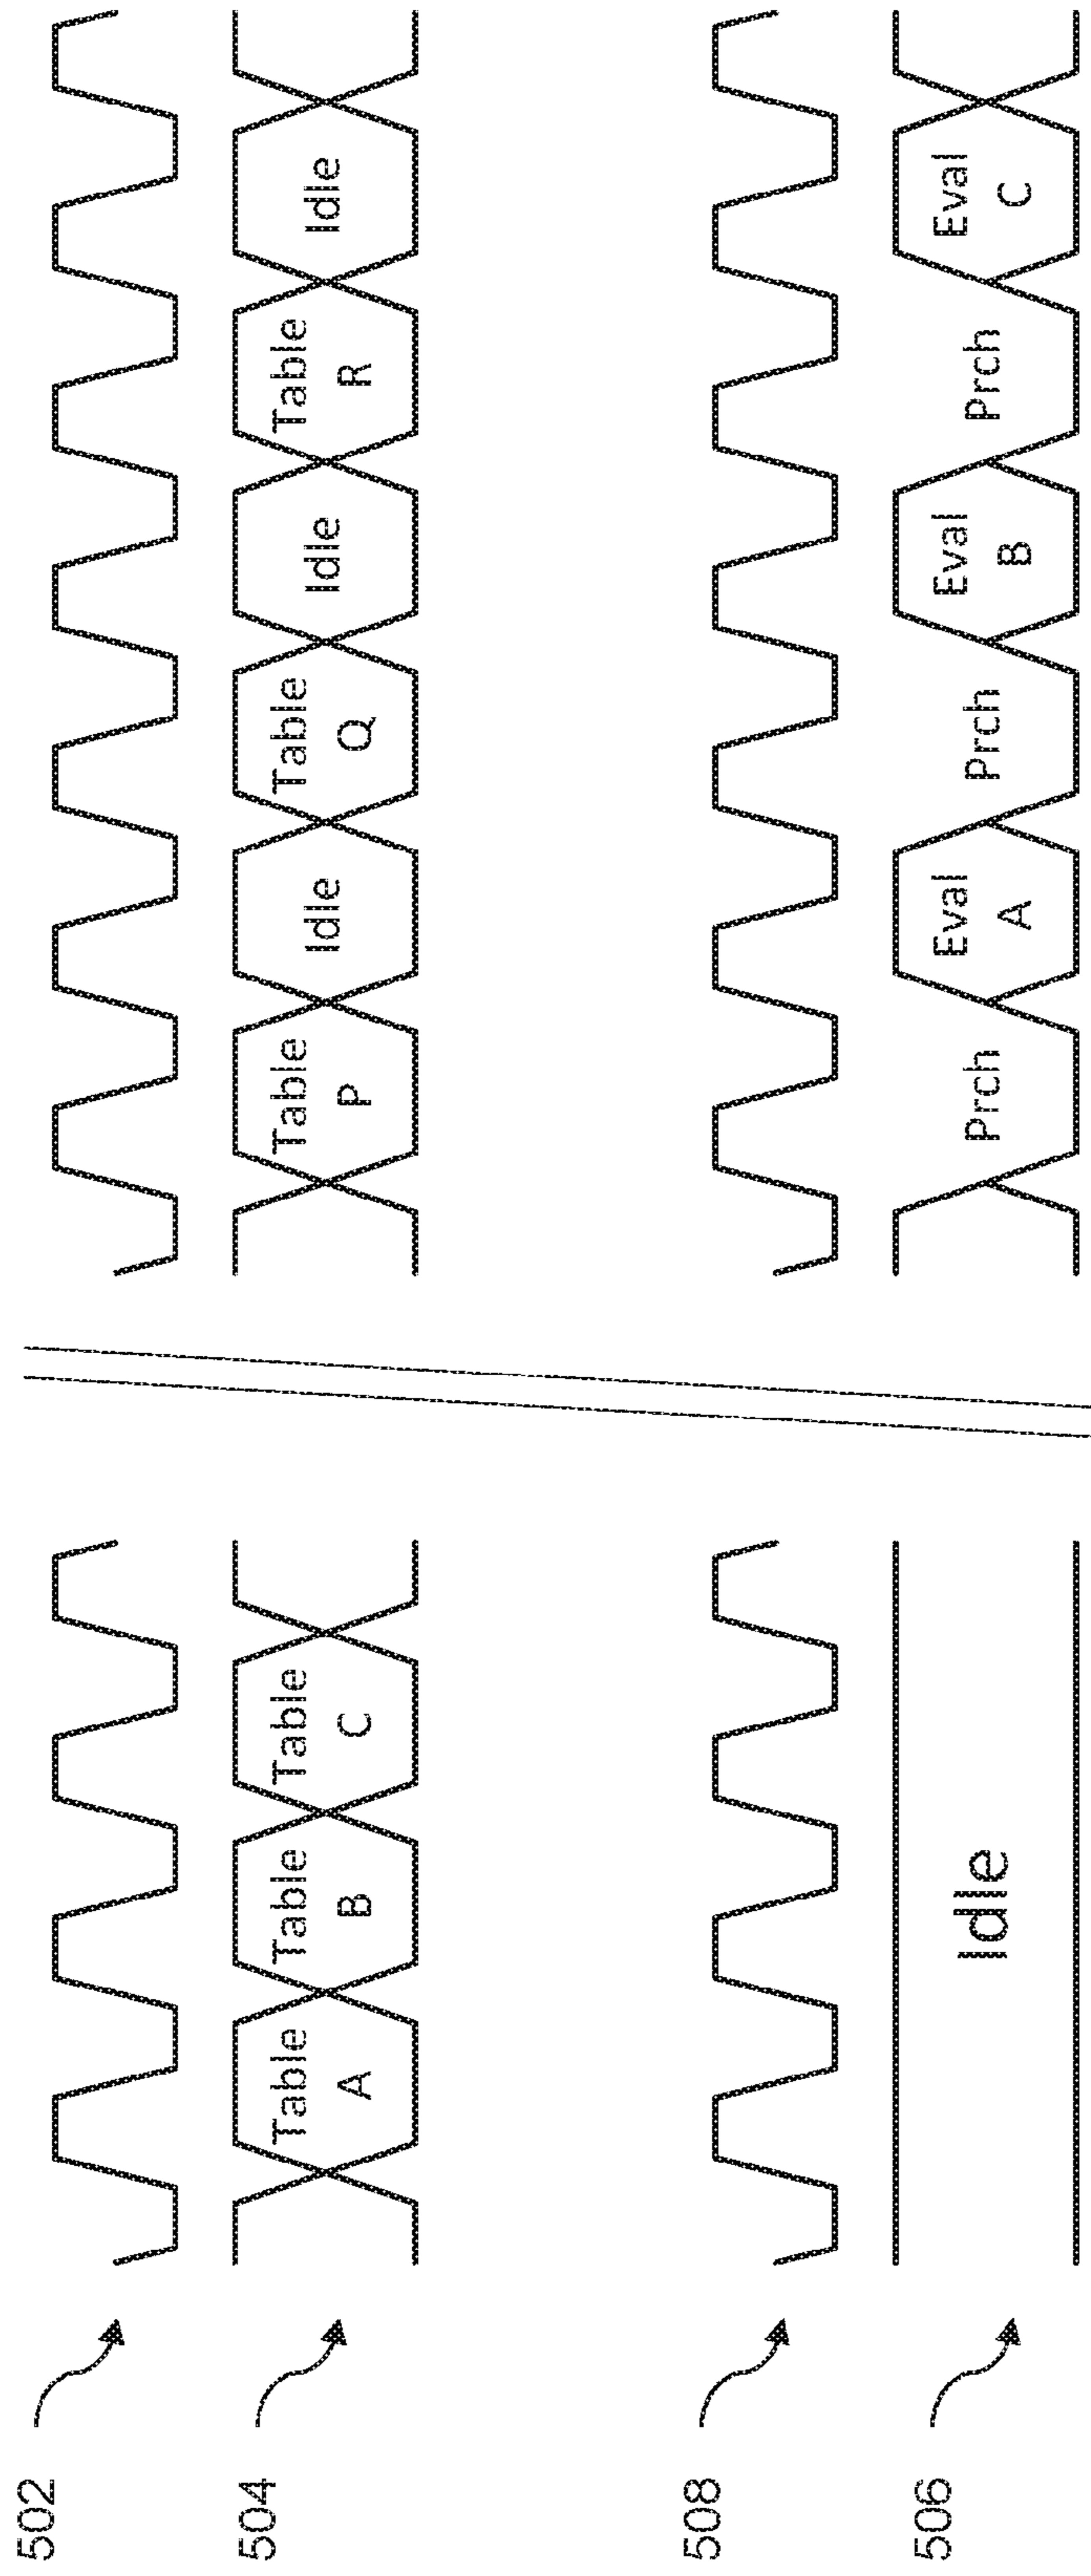 502
504
Table
A
Table
B
Table
C
Table
P
Idle
Table
Q
Idle
Table
R
Idle
508
506
Idle
Prch
Eval
A
Prch
Eval
B
Prch
Eval
C